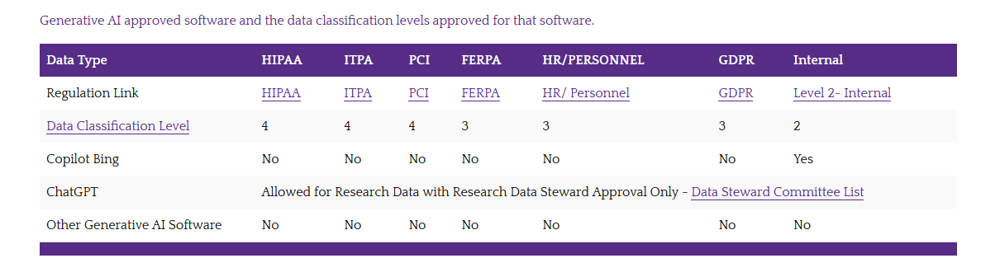 Generative AI approved software and the data classification levels approved for that software.
Data Type HIPAA ITPA PCI FERPA HR/PERSONNEL GDPR Internal
Regulation Link HIPAA ITPA PCI FERPA HR/ Personnel GDPR Level 2- Internal
Data Classification Level 4 4 4 3 3 3 2
Copilot Bing No No No No No No Yes
ChatGPT Allowed for Research Data with Research Data Steward Approval Only - Data Steward Committee List
Other Generative AI Software No No No No No No No